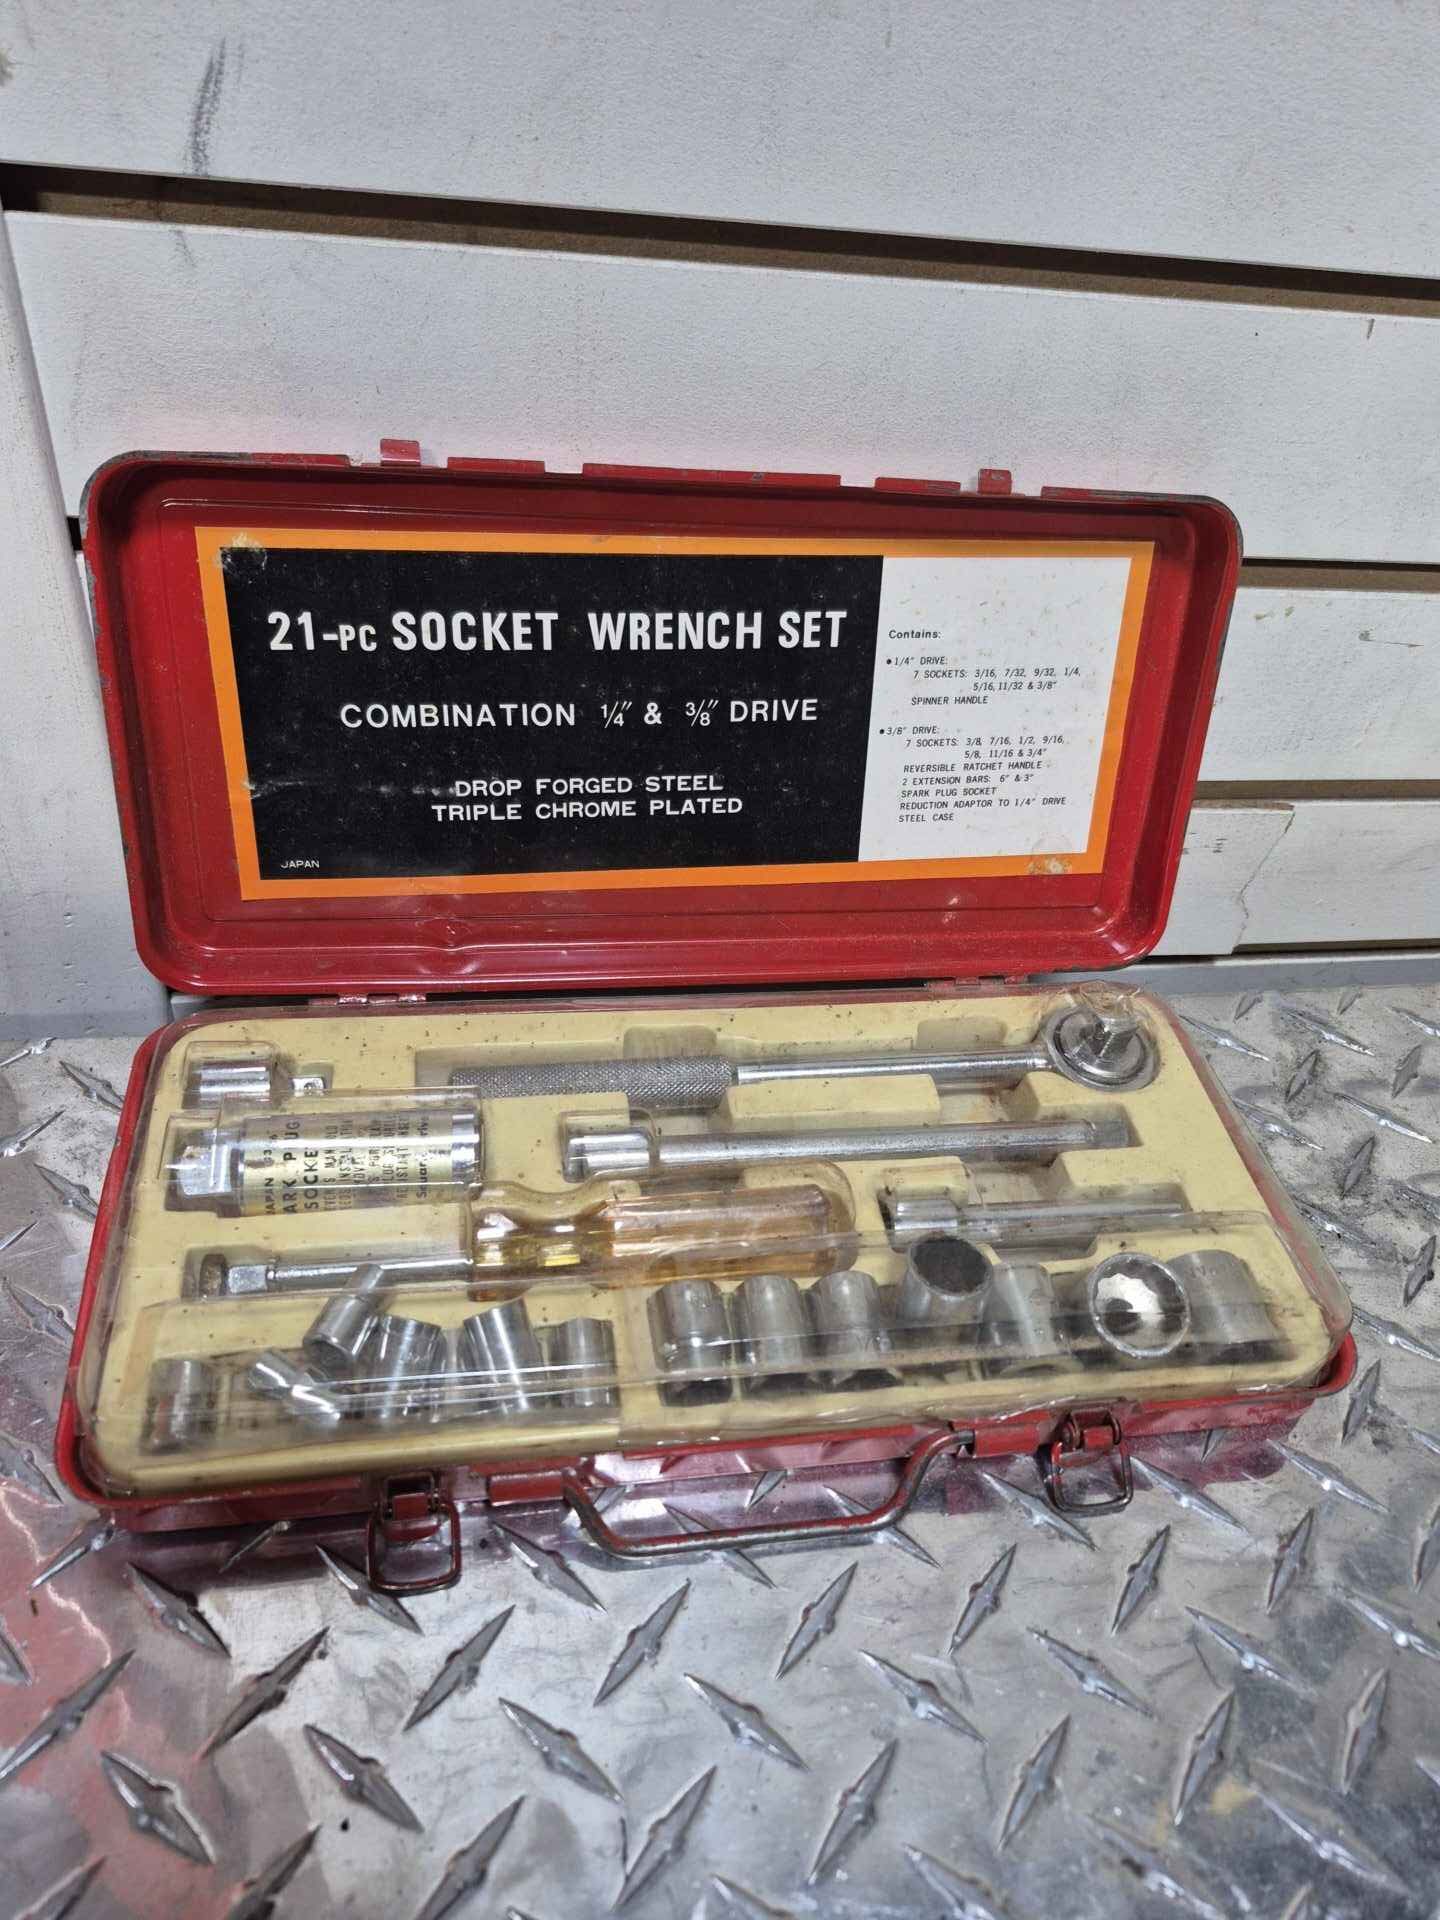 21-PC SOCKET WRENCH SET
COMBINATION 1/4" & 3/8" DRIVE
DROP FORGED STEEL
TRIPLE CHROME PLATED
JAPAN
Contains:
• 1/4" DRIVE:
7 SOCKETS: 3/16, 7/32, 9/32, 1/4,
5/16, 11/32 & 3/8"
SPINNER HANDLE
• 3/8" DRIVE:
7 SOCKETS: 3/8, 7/16, 1/2, 9/16,
5/8, 11/16 & 3/4"
REVERSIBLE RATCHET HANDLE
2 EXTENSION BARS: 6" & 3"
SPARK PLUG SOCKET
REDUCTION ADAPTOR TO 1/4" DRIVE
STEEL CASE
JAPAN
ARK PLUG
SOCKE